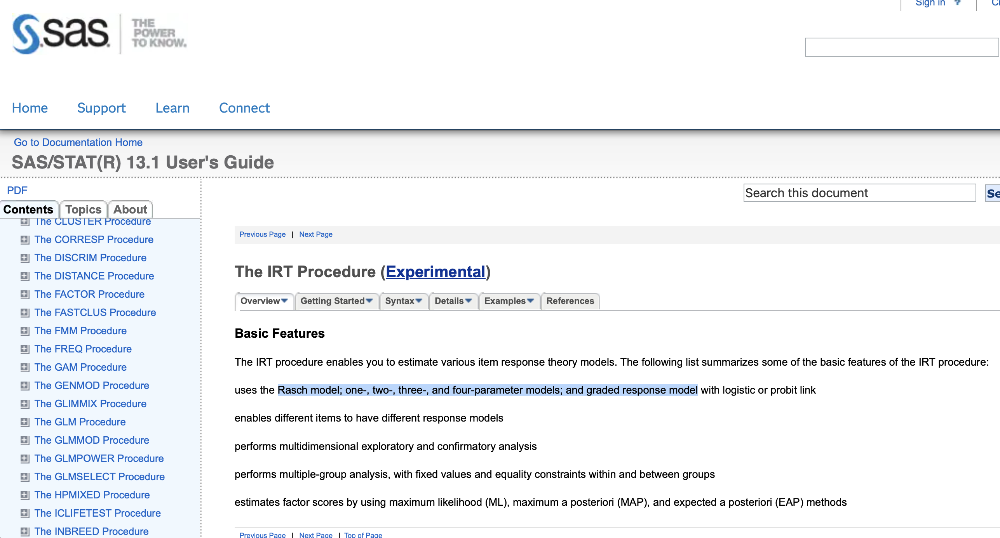 Sign in ?
sas
THE
POWER
TO KNOW.
Home Support Learn Connect
Go to Documentation Home
SAS/STAT(R) 13.1 User's Guide
PDF
Contents Topics About
The CLUSTER Procedure
The CORRESP Procedure
The DISCRIM Procedure
The DISTANCE Procedure
The FACTOR Procedure
The FASTCLUS Procedure
The FMM Procedure
The FREQ Procedure
The GAM Procedure
The GENMOD Procedure
The GLIMMIX Procedure
The GLM Procedure
The GLMMOD Procedure
The GLMPOWER Procedure
The GLMSELECT Procedure
The HPMIXED Procedure
The ICLIFETEST Procedure
The INBREED Procedure
Search this document
Previous Page | Next Page
The IRT Procedure (Experimental)
Overview Getting Started Syntax Details Examples References
Basic Features
The IRT procedure enables you to estimate various item response theory models. The following list summarizes some of the basic features of the IRT procedure:
uses the Rasch model; one-, two-, three-, and four-parameter models; and graded response model with logistic or probit link
enables different items to have different response models
performs multidimensional exploratory and confirmatory analysis
performs multiple-group analysis, with fixed values and equality constraints within and between groups
estimates factor scores by using maximum likelihood (ML), maximum a posteriori (MAP), and expected a posteriori (EAP) methods
Previous Page | Next Page | Top of Page